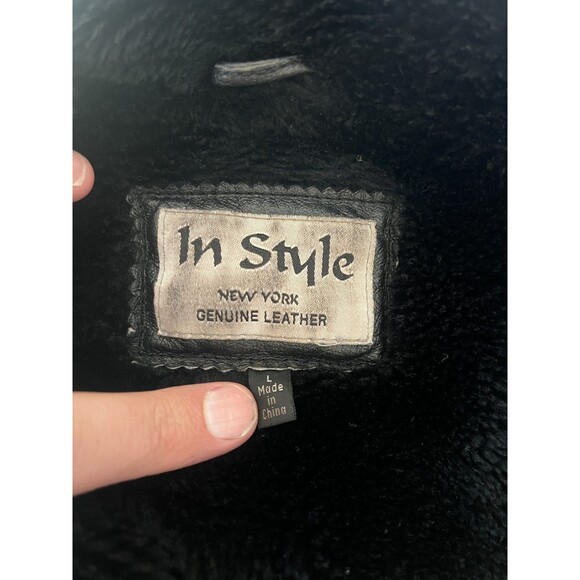 In Style
NEW YORK
GENUINE LEATHER
L
Made
in
China